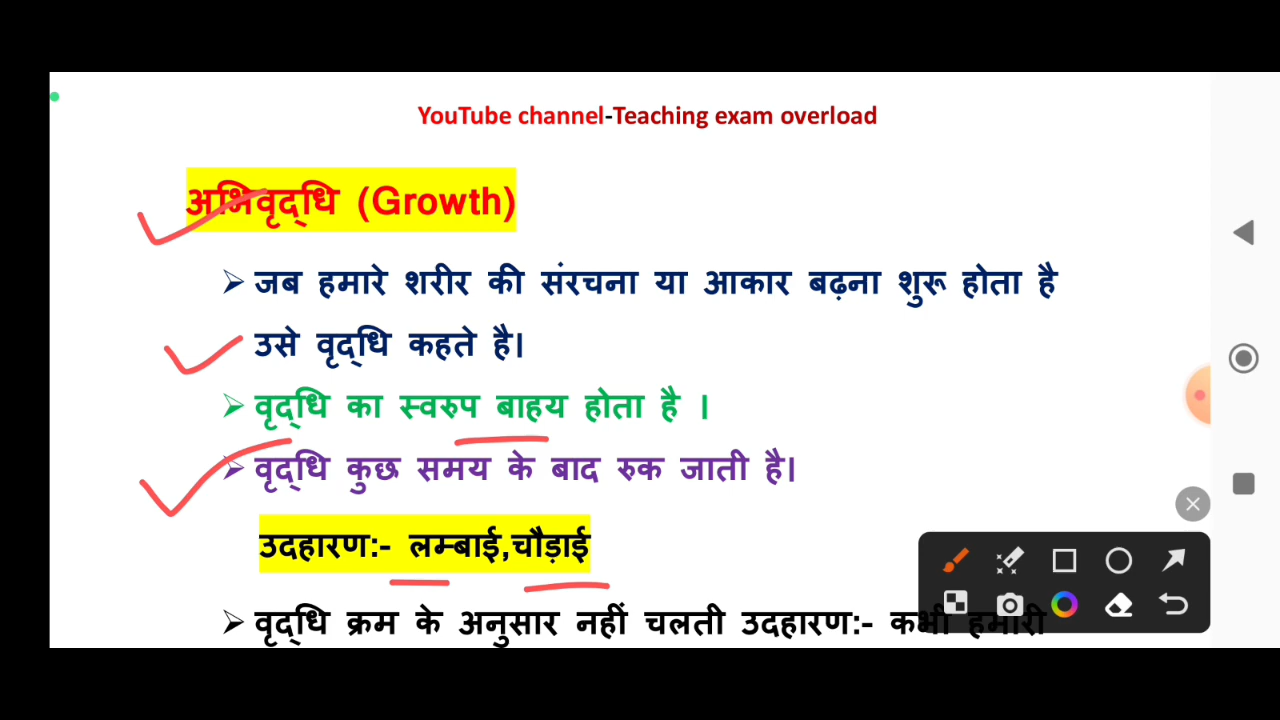 YouTube channel-Teaching exam overload
अभिवृद्धि (Growth)
➢ जब हमारे शरीर की संरचना या आकार बढ़ना शुरू होता है
उसे वृद्धि कहते है।
➢ वृद्धि का स्वरुप बाहय होता है ।
➢ वृद्धि कुछ समय के बाद रुक जाती है।
उदहारण:- लम्बाई,चौड़ाई
➢ वृद्धि क्रम के अनुसार नहीं चलती उदहारण:- कभी हमारी